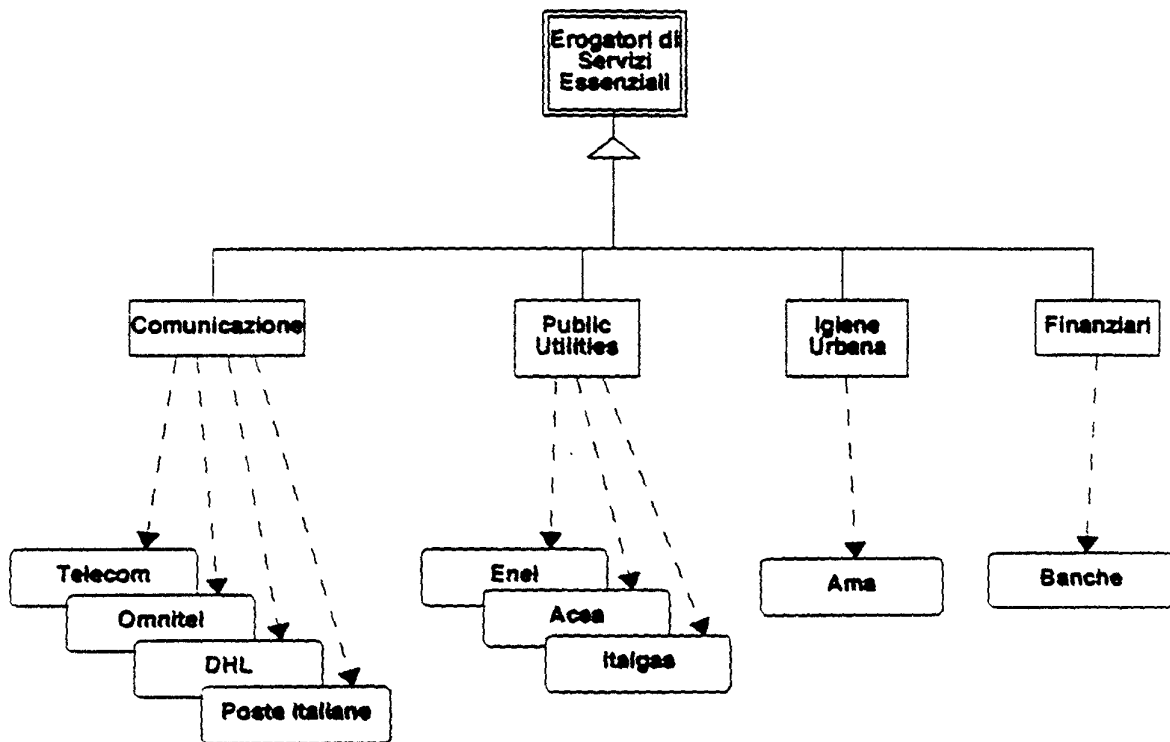 Erogatori di
Servizi
Essenziali
Comunicazione
Public
Utilities
Igiene
Urbana
Finanziari
Telecom
Omnitel
DHL
Poste Italiane
Enel
Acea
Italgas
Ama
Banche